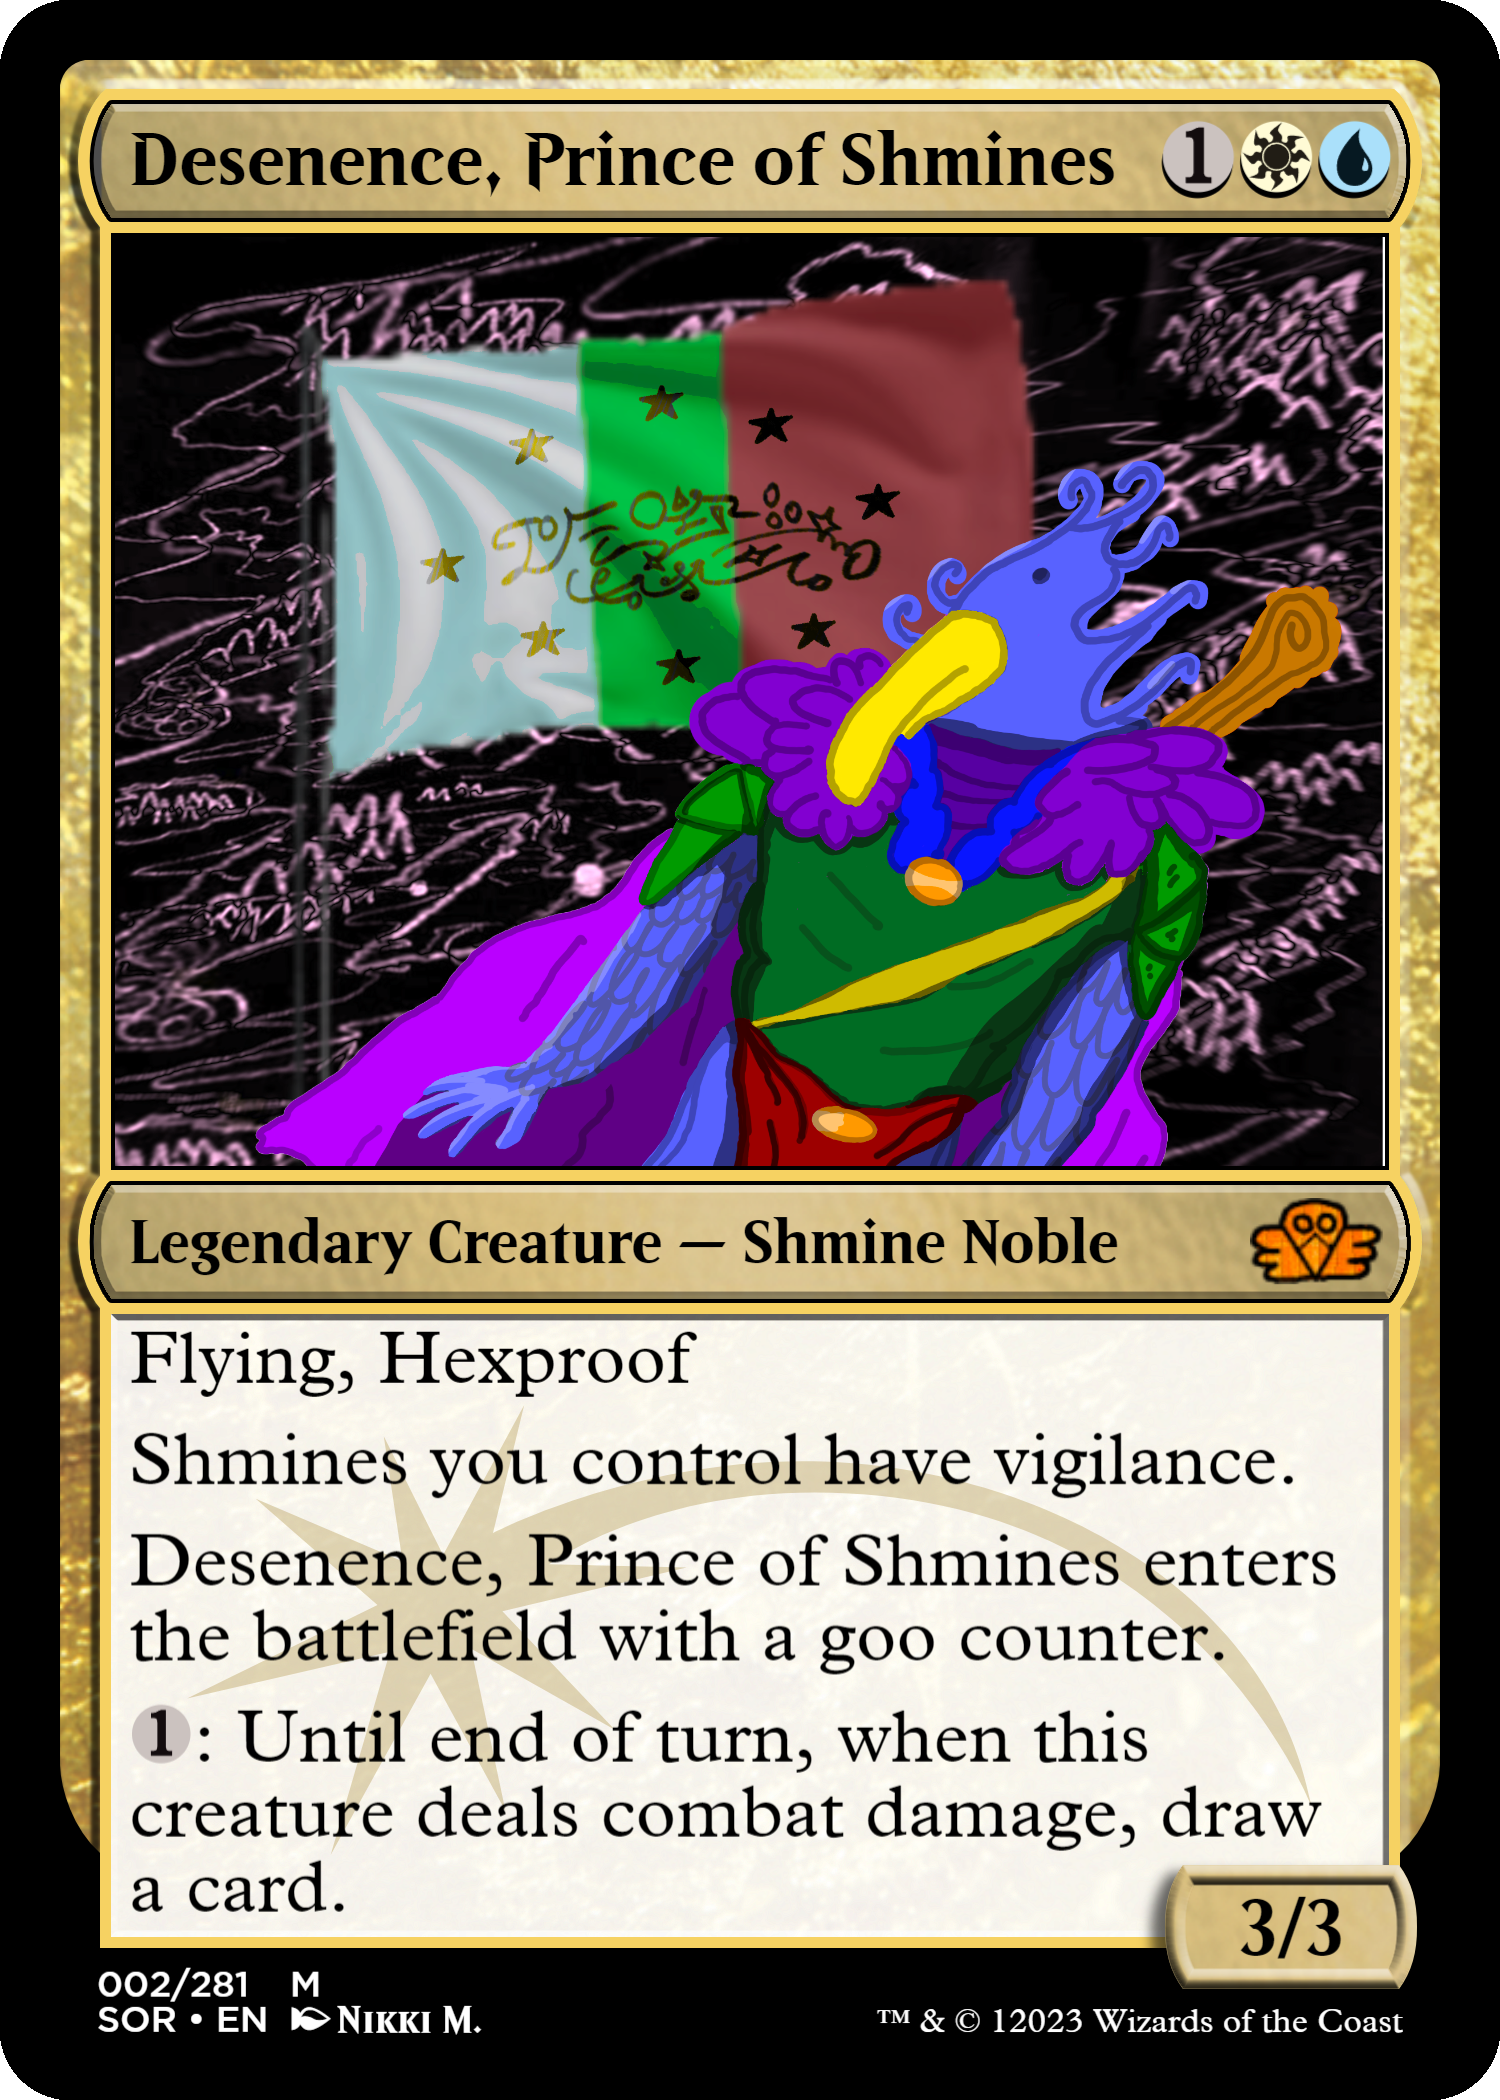 Desenence, Prince of Shmines 1
Legendary Creature — Shmine Noble
Flying, Hexproof
Shmines you control have vigilance.
Desenence, Prince of Shmines enters
the battlefield with a goo counter.
1: Until end of turn, when this
creature deals combat damage, draw
a card.
3/3
002/281 M
SOR • EN NIKKI M.
™ & © 12023 Wizards of the Coast